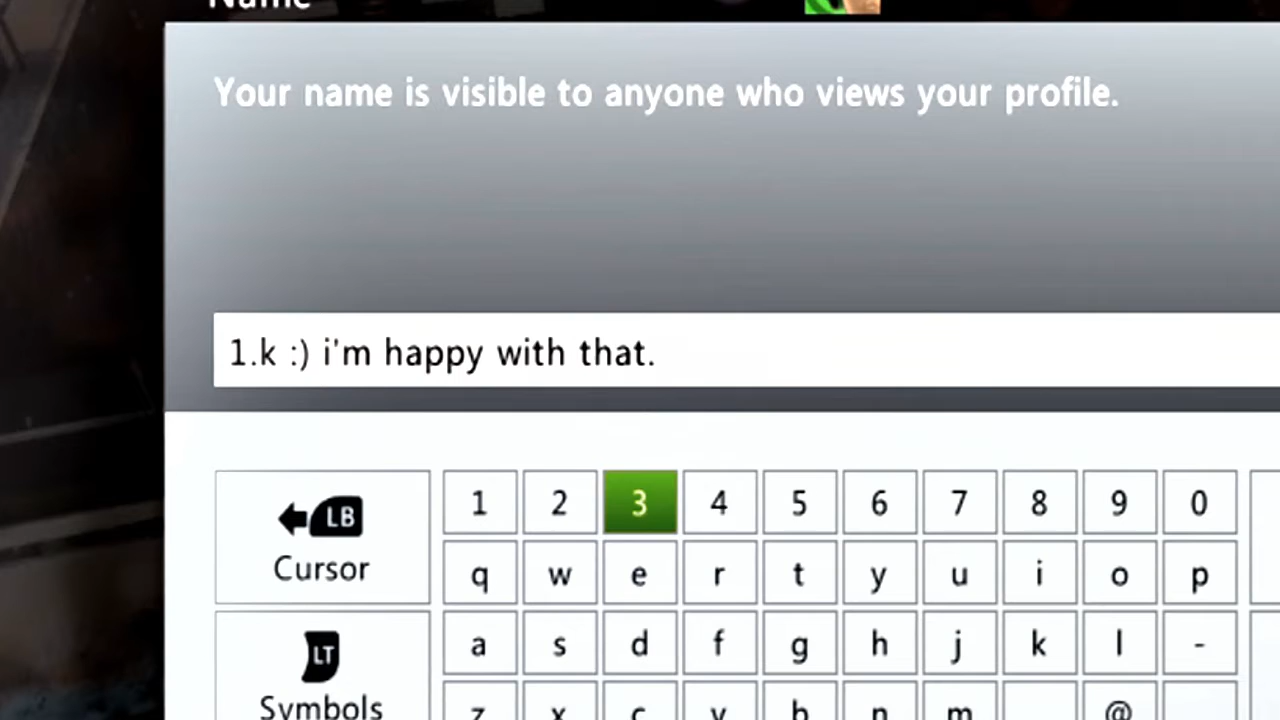 Name
Your name is visible to anyone who views your profile.
1.k :) i'm happy with that.
LB
Cursor
1 2 3 4 5 6 7 8 9 0
q w e r t y u i o p
LT
Symbols
a s d f g h j k l -
z x c v b n m _ @